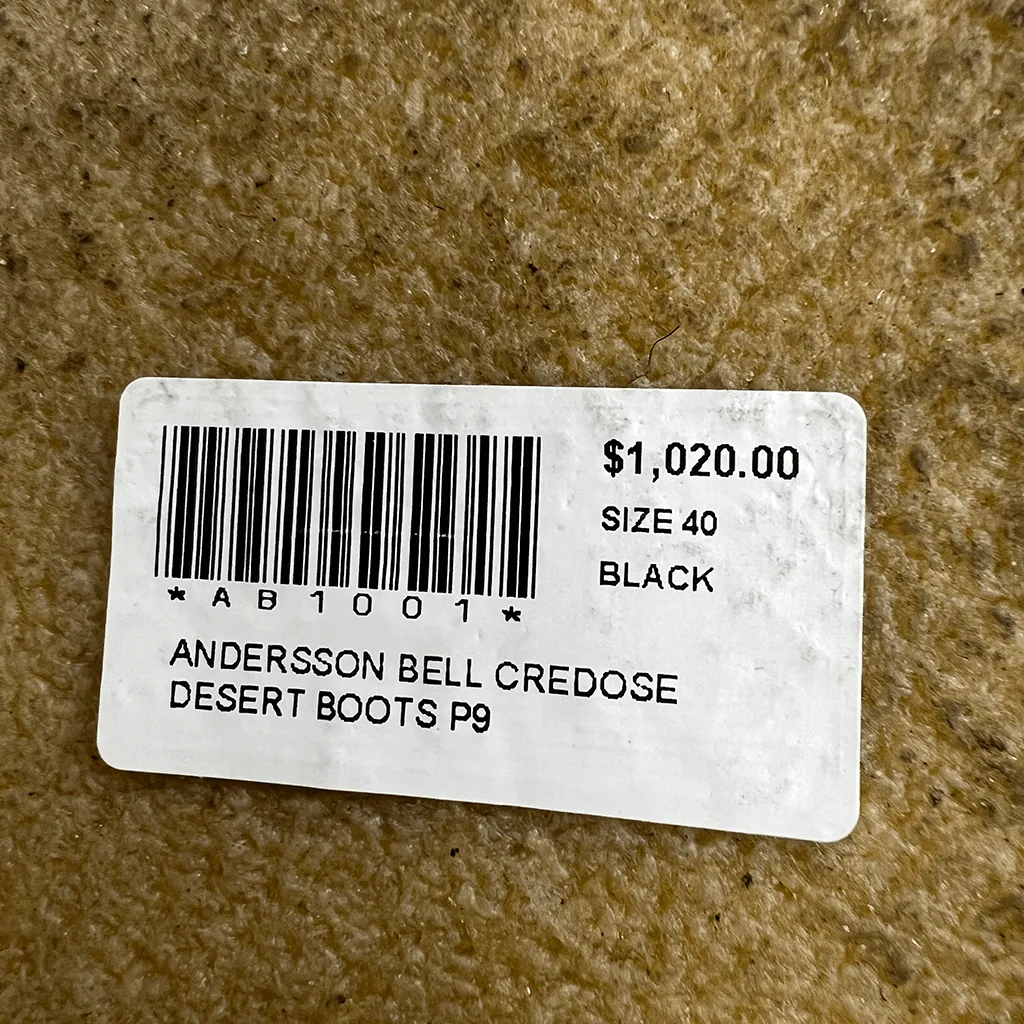 $1,020.00
SIZE 40
BLACK
*AB1001*
ANDERSSON BELL CREDOSE
DESERT BOOTS P9